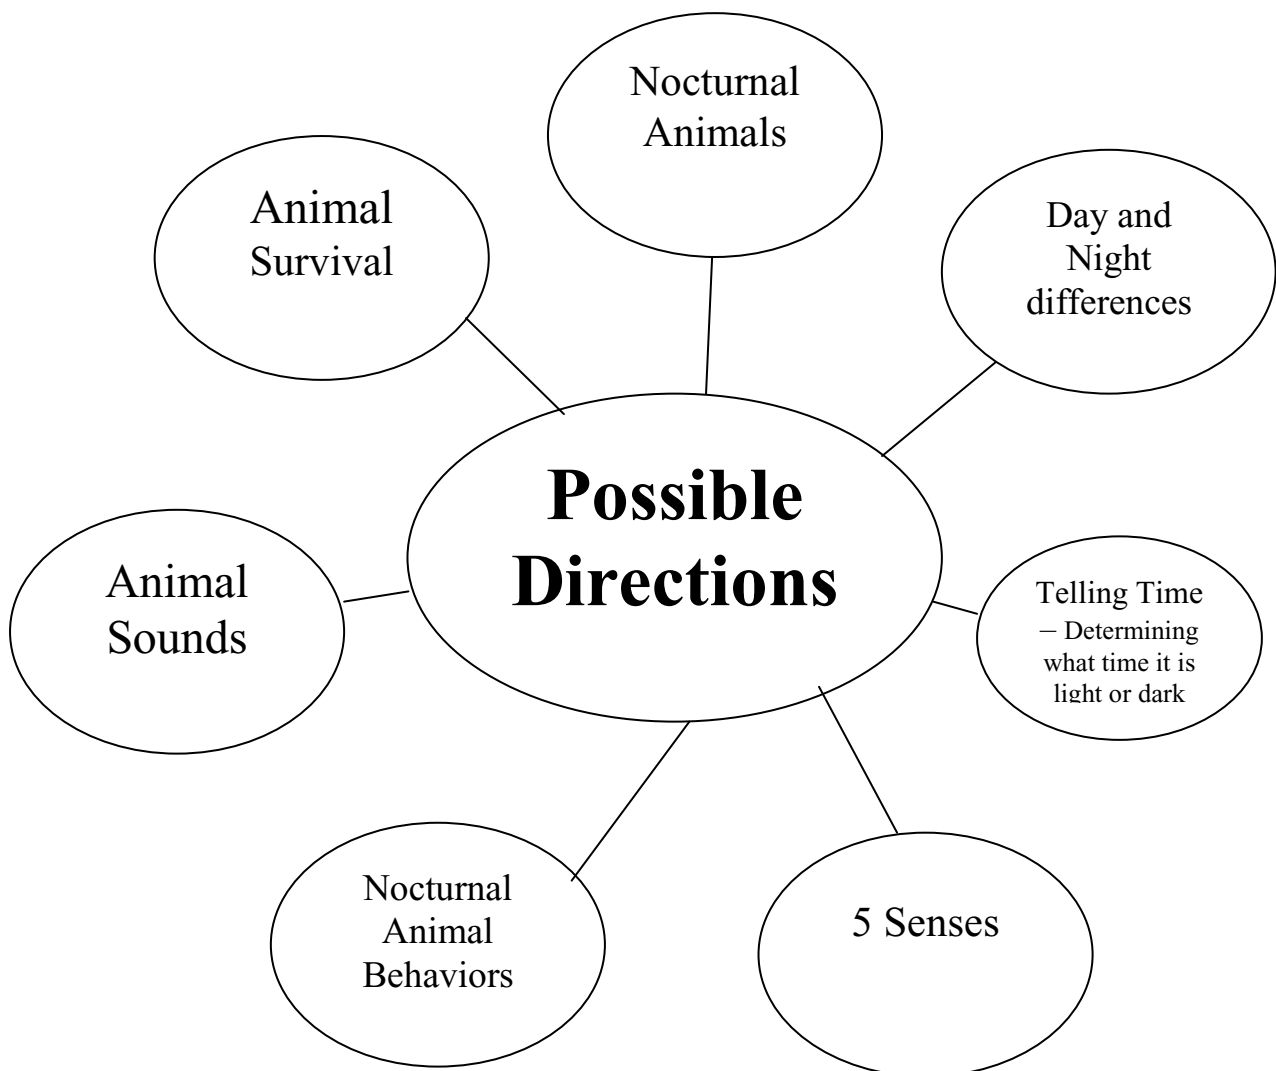 Nocturnal
Animals
Animal
Survival
Day and
Night
differences
Possible
Directions
Animal
Sounds
Telling Time
– Determining
what time it is
light or dark
Nocturnal
Animal
Behaviors
5 Senses